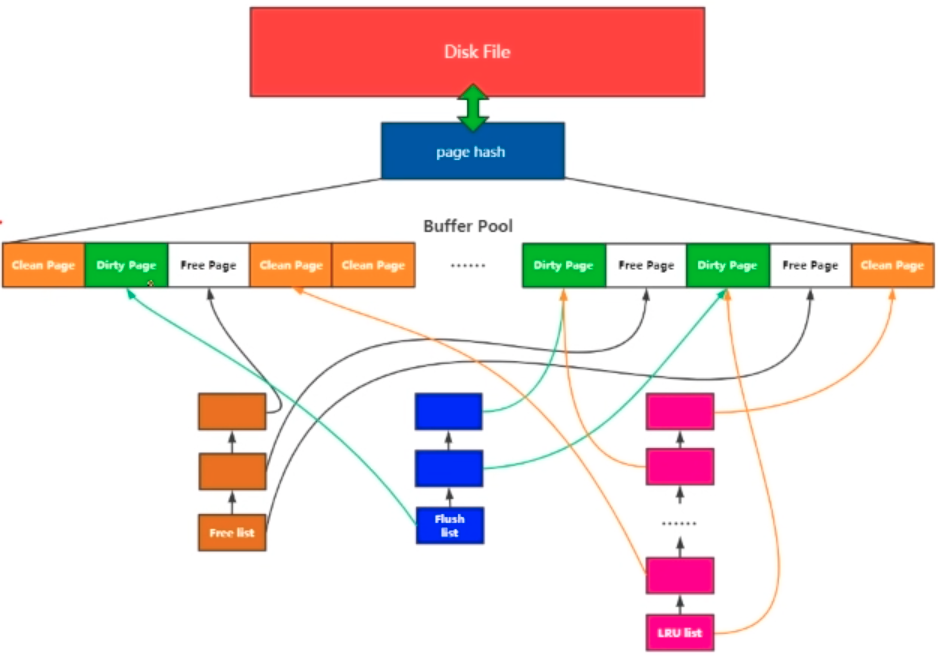 Disk File
page hash
Buffer Pool
Clean Page
Dirty Page
Free Page
Clean Page
Clean Page
······
Dirty Page
Free Page
Dirty Page
Free Page
Clean Page
Free list
Flush
list
······
LRU list